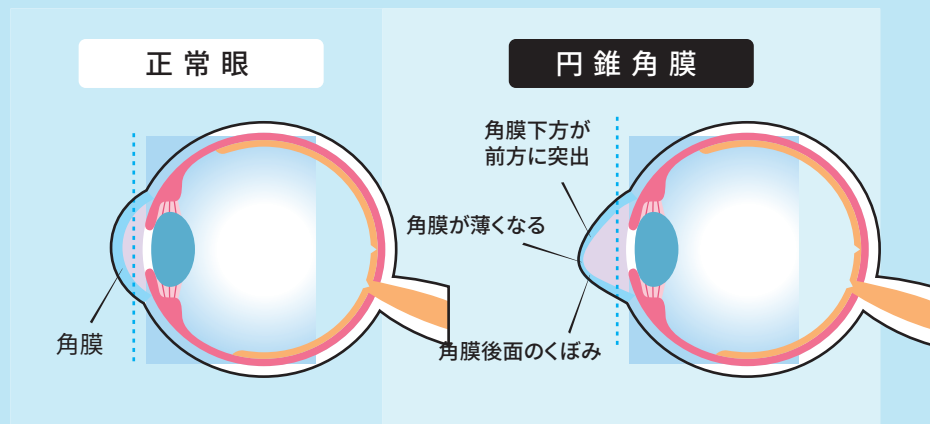 正常眼
角膜
円錐角膜
角膜下方が
前方に突出
角膜が薄くなる
角膜後面のくぼみ